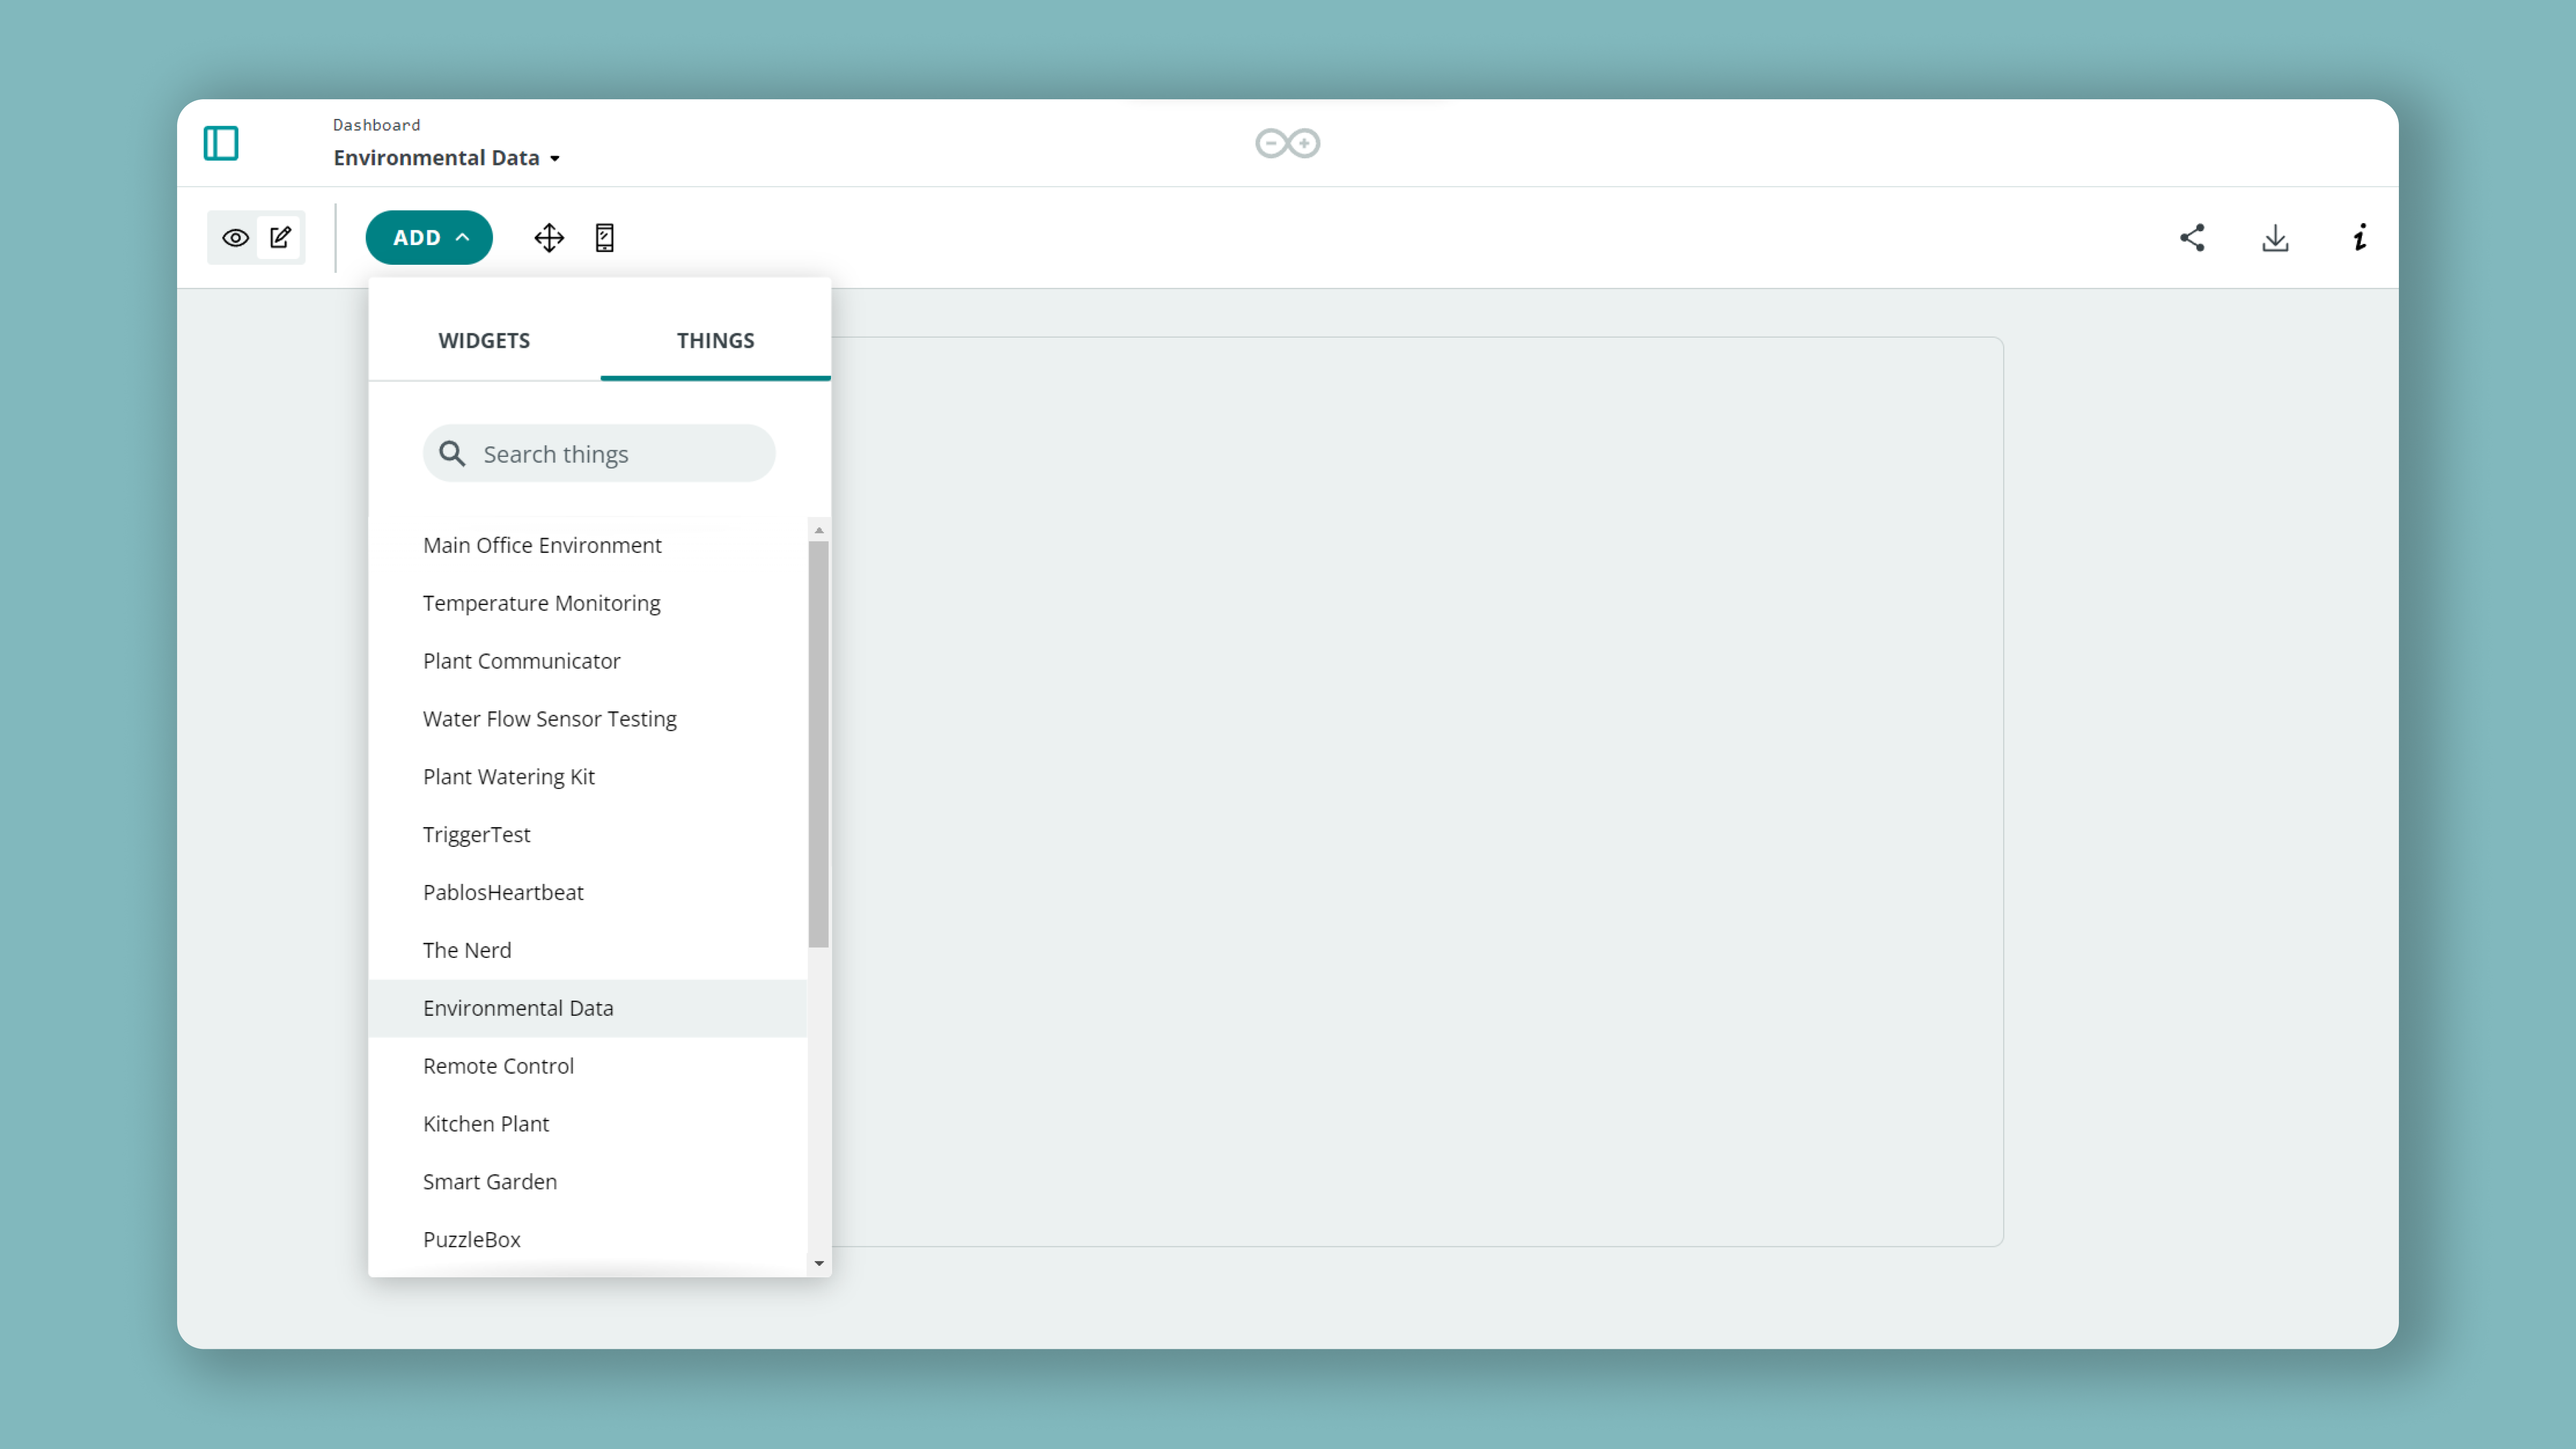 Dashboard
Environmental Data
ADD
WIDGETS THINGS
Search things
Main Office Environment
Temperature Monitoring
Plant Communicator
Water Flow Sensor Testing
Plant Watering Kit
TriggerTest
PablosHeartbeat
The Nerd
Environmental Data
Remote Control
Kitchen Plant
Smart Garden
PuzzleBox